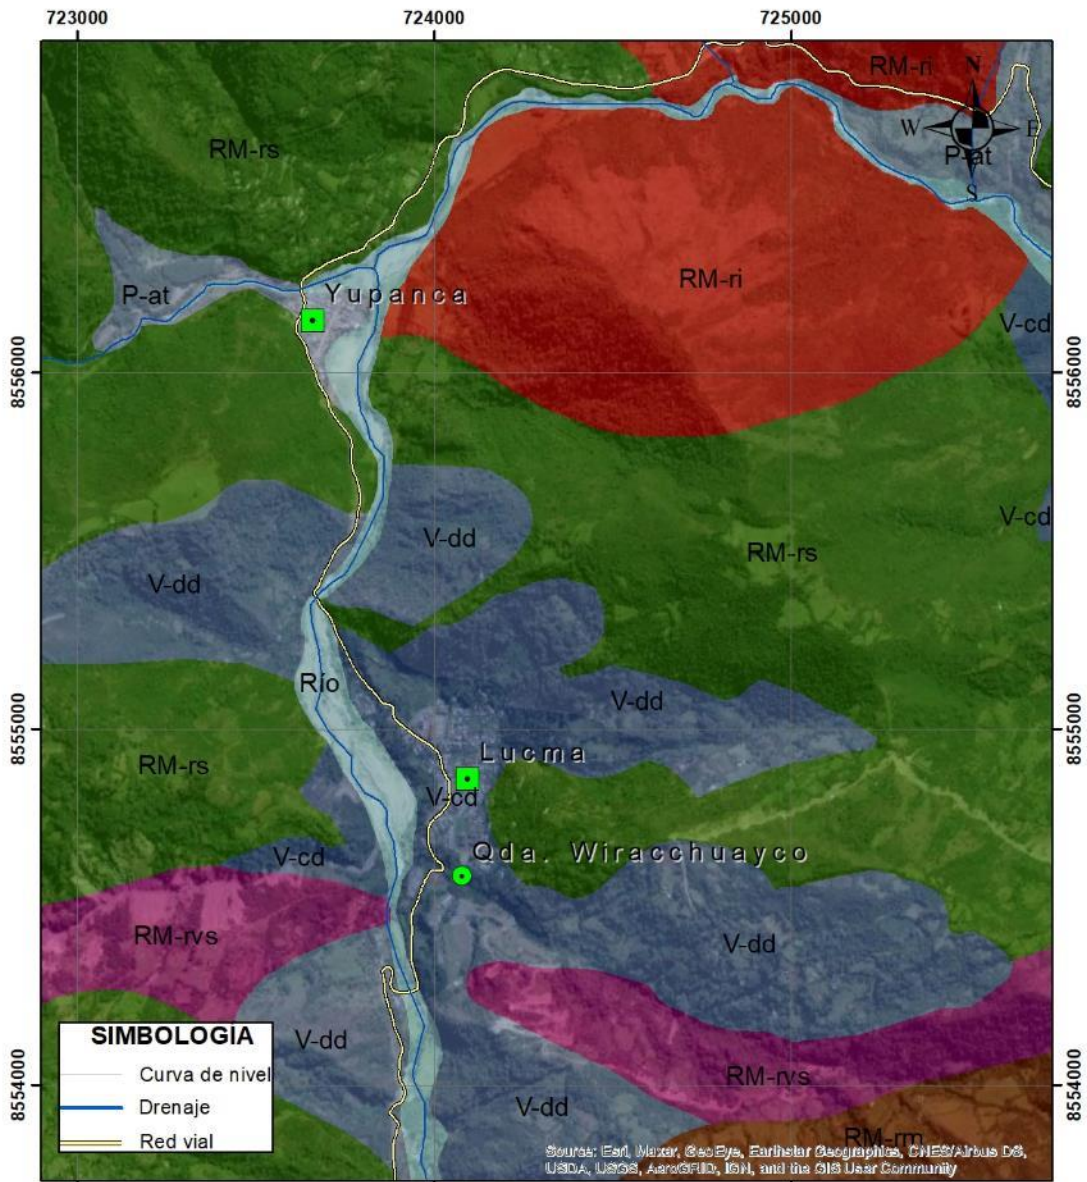 723000
724000
725000
RM-ri
N
W
E
P-at
S
RM-rs
RM-ri
P-at
Yupanca
V-cd
8556000
8556000
V-cd
V-dd
RM-rs
V-dd
Río
V-dd
8555000
8555000
Lucma
RM-rs
V-cd
Qda. Wiracchuayco
V-cd
RM-rvs
V-dd
SIMBOLOGÍA
Curva de nivel
Drenaje
Red vial
V-dd
RM-rvs
8554000
8554000
V-dd
RM-rm
Source: Esri, Maxar, GeoEye, Earthstar Geographics, CNES/Airbus DS,
USDA, USGS, AeroGRID, IGN, and the GIS User Community